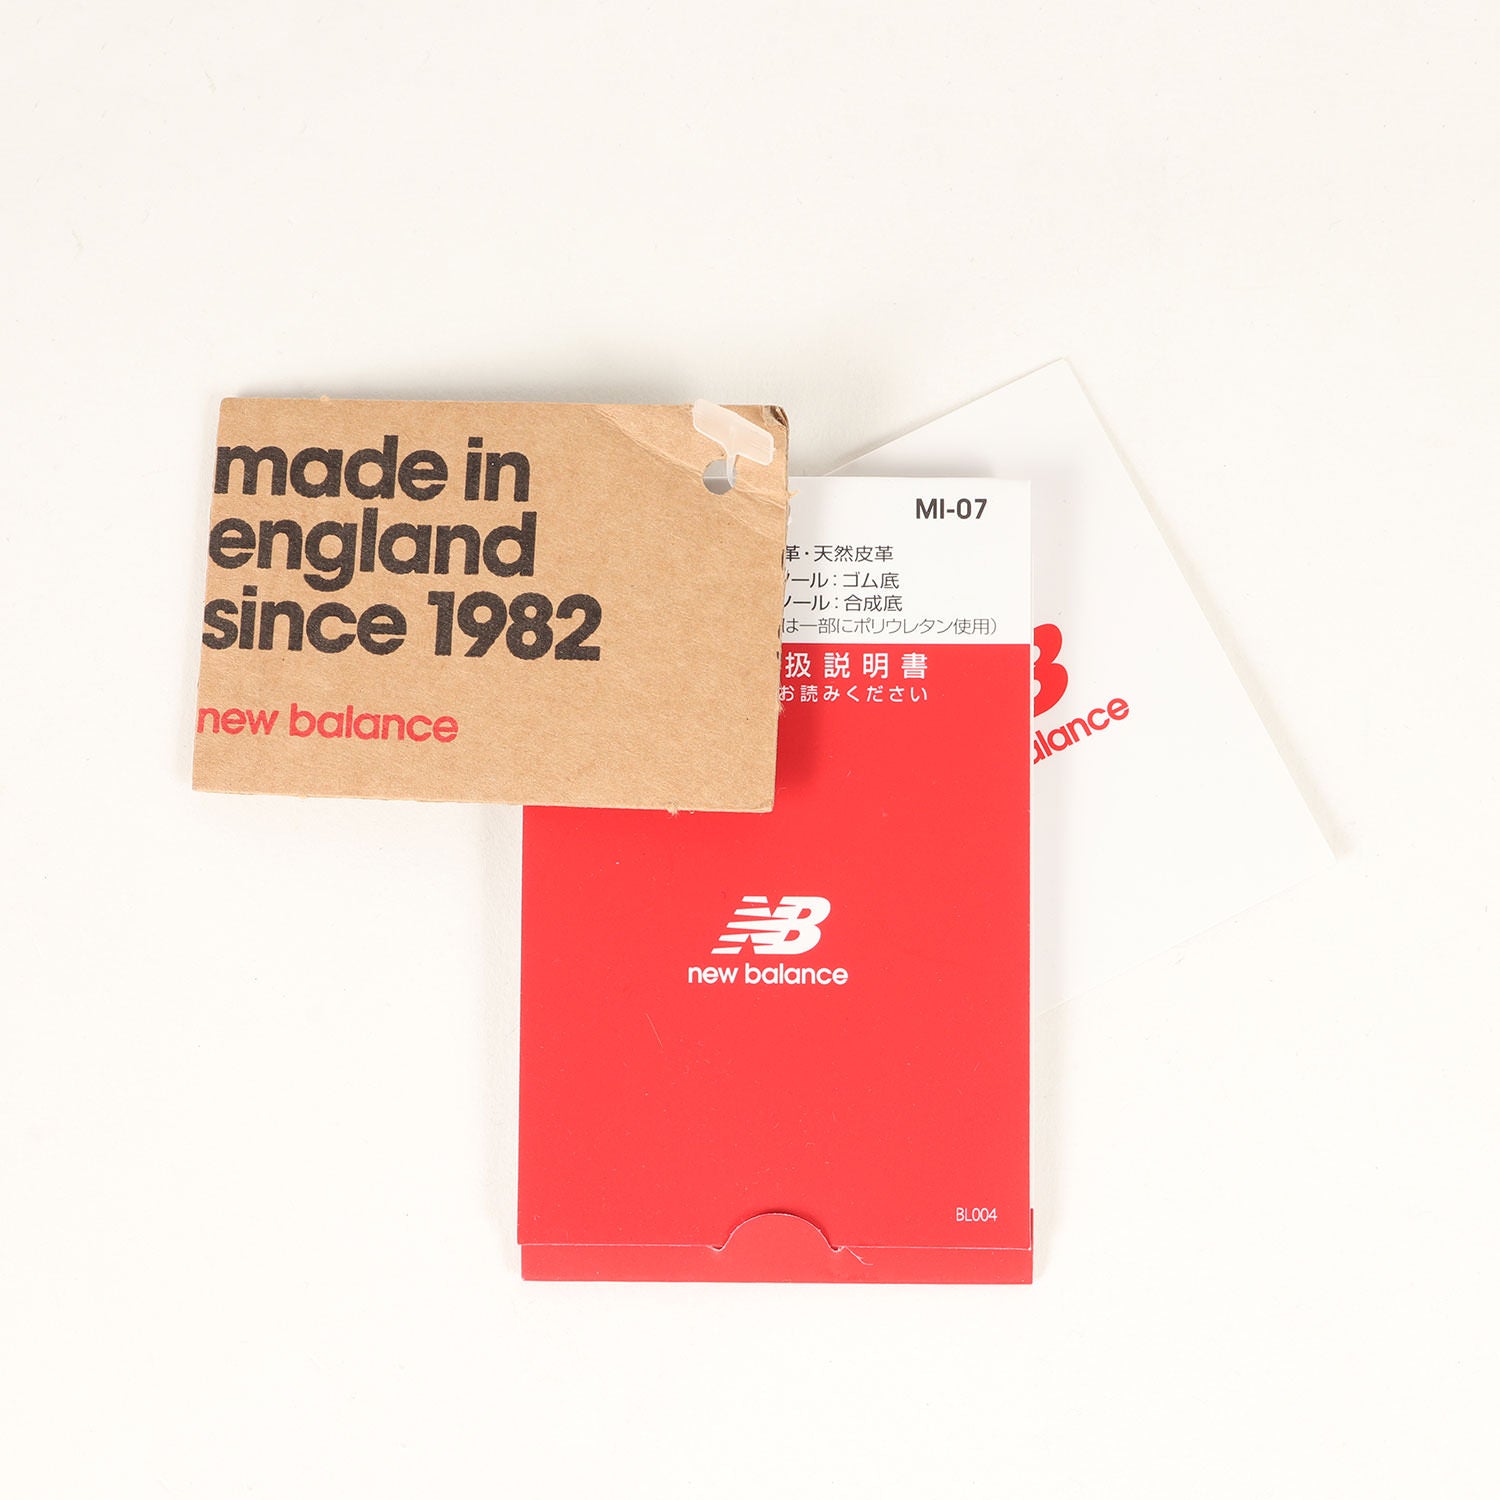 made in
england
since 1982
new balance
MI-07
革・天然皮革
ソール：ゴム底
ソール：合成底
は一部にポリウレタン使用）
扱説明書
お読みください
NB
new balance
BL004
B
alance